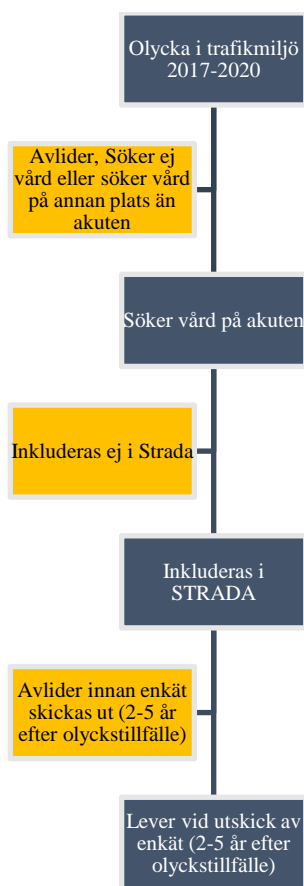 Olycka i trafikmiljö
2017-2020
Avlider, Söker ej
vård eller söker vård
på annan plats än
akuten
Söker vård på akuten
Inkluderas ej i Strada
Inkluderas i
STRADA
Avlider innan enkät
skickas ut (2-5 år
efter olyckstillfälle)
Lever vid utskick av
enkät (2-5 år efter
olyckstillfälle)